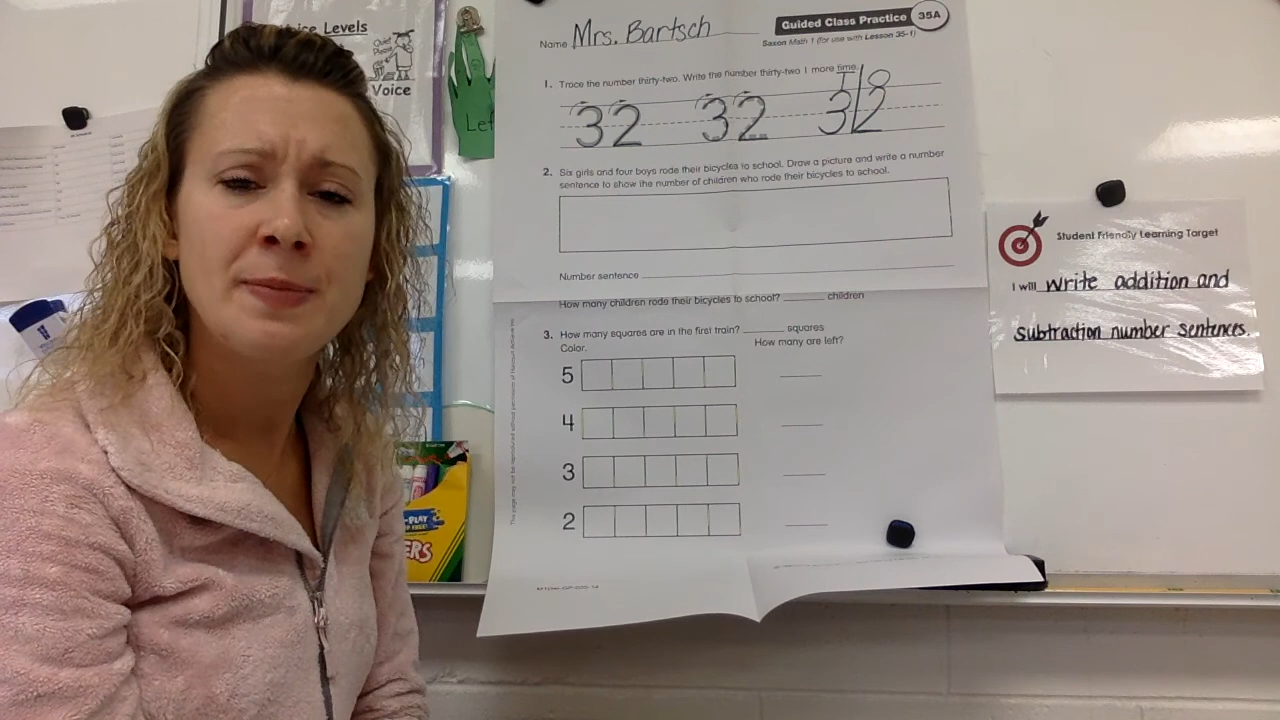 Voice Levels
Quiet Please
Voice
Name Mrs. Bartsch
Guided Class Practice 35A
Saxon Math 1 (for use with Lesson 35-1)
1. Trace the number thirty-two. Write the number thirty-two 1 more time.
32 32
2. Six girls and four boys rode their bicycles to school. Draw a picture and write a number
sentence to show the number of children who rode their bicycles to school.
Number sentence
How many children rode their bicycles to school? ______ children
3. How many squares are in the first train? ______ squares
Color.
How many are left?
5
4
3
2
Student Friendly Learning Target
I will write addition and
subtraction number sentences.